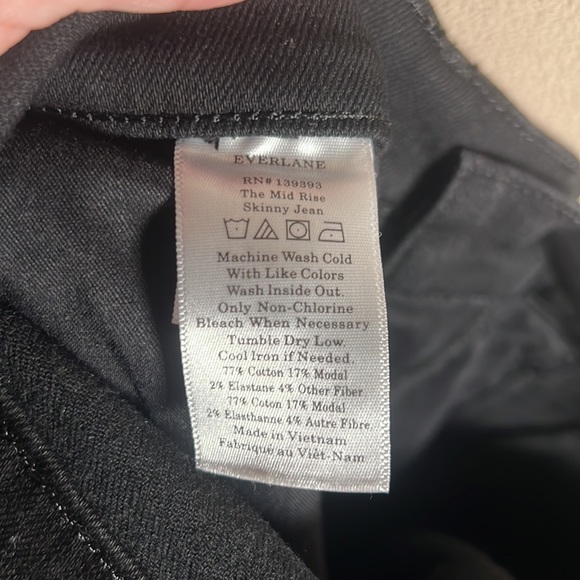 EVERLANE
RN# 139393
The Mid Rise
Skinny Jean
Machine Wash Cold
With Like Colors
Wash Inside Out.
Only Non-Chlorine
Bleach When Necessary
Tumble Dry Low.
Cool Iron if Needed.
77% Cotton 17% Modal
2% Elastane 4% Other Fiber
77% Coton 17% Modal
2% Elasthanne 4% Autre Fibre
Made in Vietnam
Fabrique au Viêt-Nam